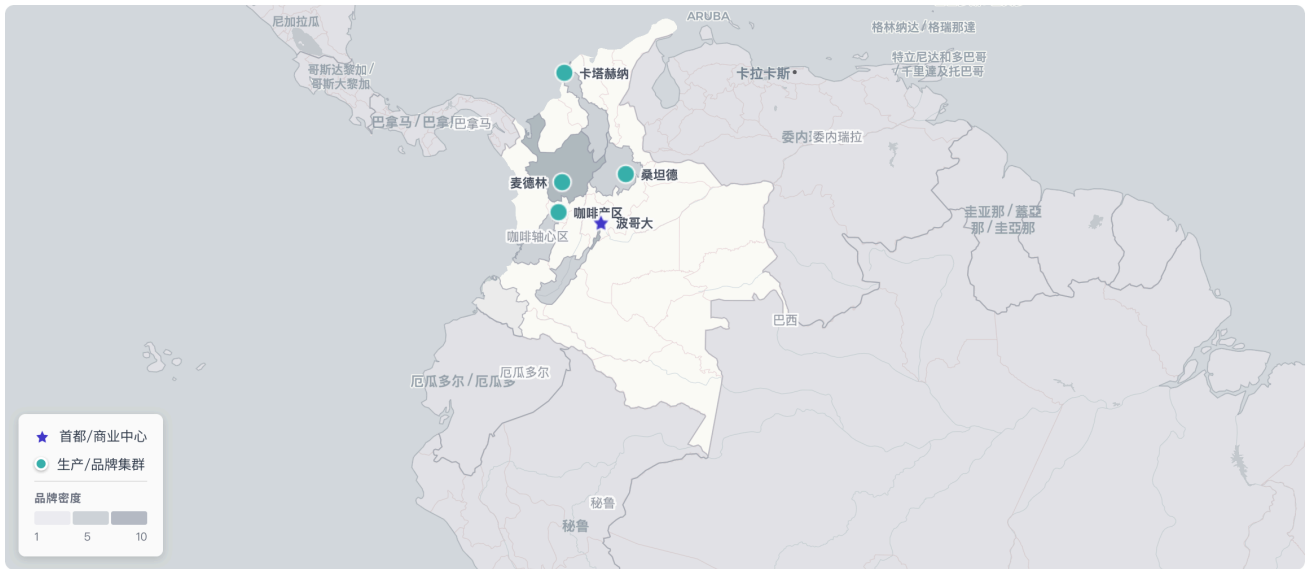 尼加拉瓜
ARUBA
格林纳达 / 格瑞那達
哥斯达黎加 /
哥斯大黎加
卡塔赫纳
卡拉卡斯
特立尼达和多巴哥
/ 千里達及托巴哥
巴拿马 / 巴拿
巴拿马
委内
委内瑞拉
麦德林
桑坦德
咖啡产区
波哥大
咖啡轴心区
圭亚那 / 蓋亞
那 / 圭亞那
巴西
厄瓜多尔 / 厄瓜多
厄瓜多尔
秘鲁
秘鲁
首都/商业中心
生产/品牌集群
品牌密度
1 5 10